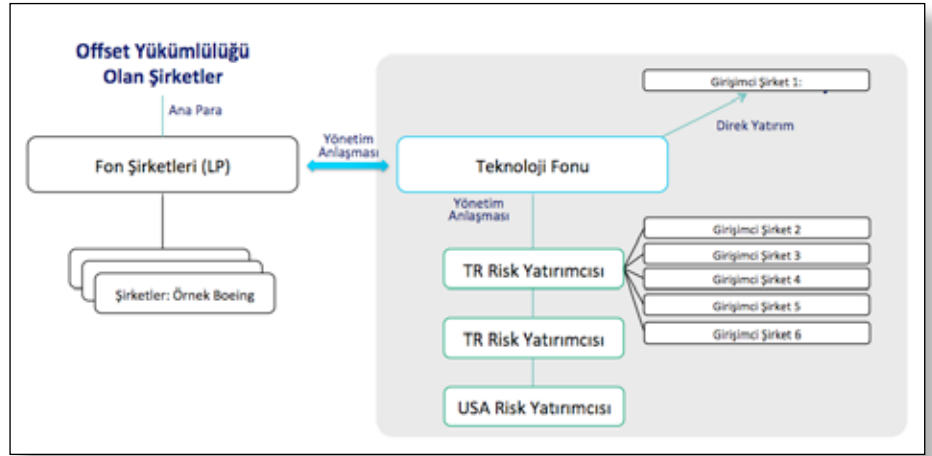 Offset Yükümlülüğü
Olan Şirketler
Ana Para
Fon Şirketleri (LP)
Şirketler: Örnek Boeing
Yönetim
Anlaşması
Girişimci Şirket 1:
Direk Yatırım
Teknoloji Fonu
Yönetim
Anlaşması
TR Risk Yatırımcısı
Girişimci Şirket 2
Girişimci Şirket 3
Girişimci Şirket 4
Girişimci Şirket 5
Girişimci Şirket 6
TR Risk Yatırımcısı
USA Risk Yatırımcısı